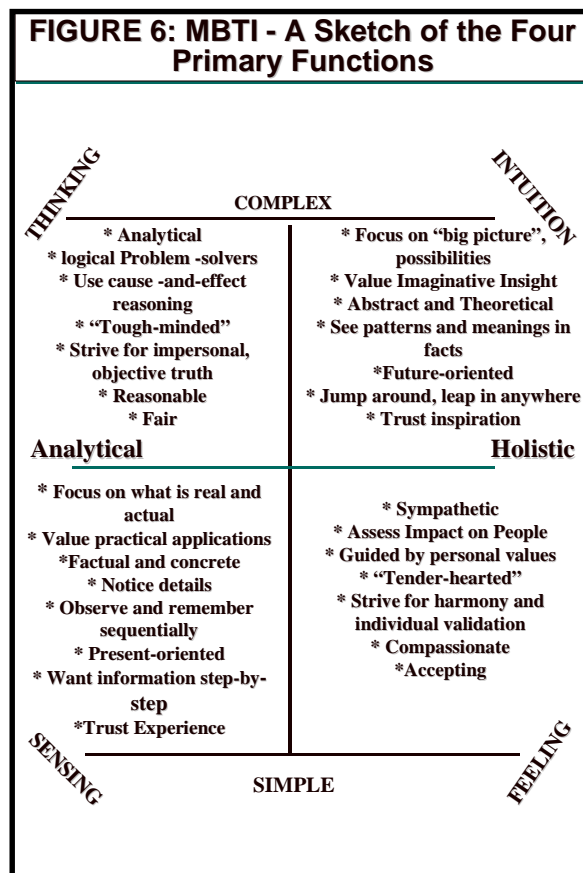 FIGURE 6: MBTI - A Sketch of the Four
Primary Functions
THINKING
INTUITION
COMPLEX
* Analytical
* logical Problem -solvers
* Use cause -and-effect
reasoning
* “Tough-minded”
* Strive for impersonal,
objective truth
* Reasonable
* Fair
* Focus on “big picture”,
possibilities
* Value Imaginative Insight
* Abstract and Theoretical
* See patterns and meanings in
facts
*Future-oriented
* Jump around, leap in anywhere
* Trust inspiration
Analytical
Holistic
* Focus on what is real and
actual
* Value practical applications
*Factual and concrete
* Notice details
* Observe and remember
sequentially
* Present-oriented
* Want information step-by-
step
*Trust Experience
* Sympathetic
* Assess Impact on People
* Guided by personal values
* “Tender-hearted”
* Strive for harmony and
individual validation
* Compassionate
*Accepting
SENSING
SIMPLE
FEELING